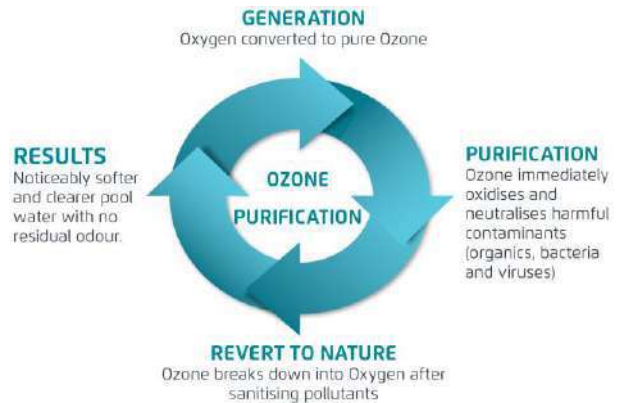 GENERATION
Oxygen converted to pure Ozone
RESULTS
Noticeably softer
and clearer pool
water with no
residual odour.
OZONE
PURIFICATION
PURIFICATION
Ozone immediately
oxidises and
neutralises harmful
contaminants
(organics, bacteria
and viruses)
REVERT TO NATURE
Ozone breaks down into Oxygen after
sanitising pollutants